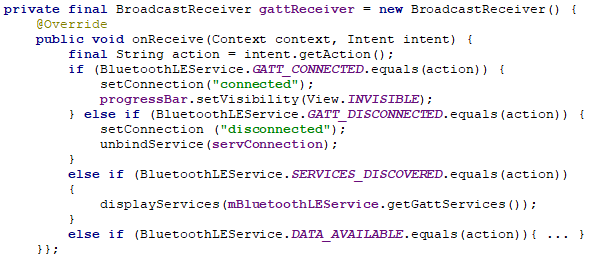 private final BroadcastReceiver gattReceiver = new BroadcastReceiver() {
    @Override
    public void onReceive(Context context, Intent intent) {
        final String action = intent.getAction();
        if (BluetoothLEService.GATT_CONNECTED.equals(action)) {
            setConnection("connected");
            progressBar.setVisibility(View.INVISIBLE);
        } else if (BluetoothLEService.GATT_DISCONNECTED.equals(action)) {
            setConnection ("disconnected");
            unbindService(servConnection);
        }
        else if (BluetoothLEService.SERVICES_DISCOVERED.equals(action))
        {
            displayServices(mBluetoothLEService.getGattServices());
        }
        else if (BluetoothLEService.DATA_AVAILABLE.equals(action)){ ... }
    }};